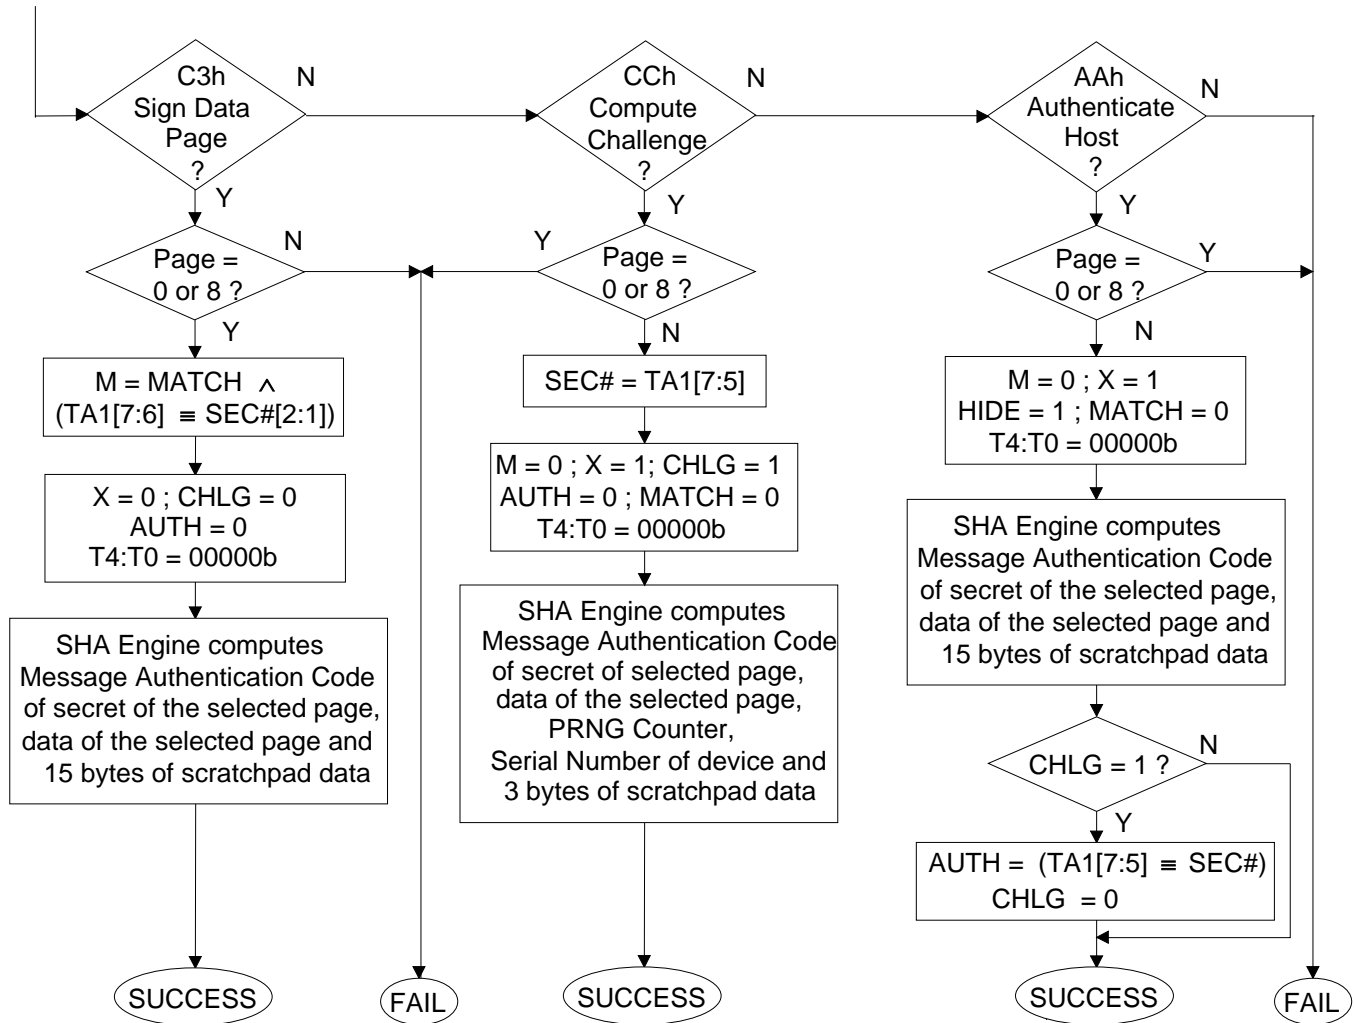 C3h
Sign Data
Page
?
N
Y
CCh
Compute
Challenge
?
N
Y
AAh
Authenticate
Host
?
N
Y
Page =
0 or 8 ?
N
Y
Y
Page =
0 or 8 ?
N
Page =
0 or 8 ?
Y
N
M = MATCH ∧
(TA1[7:6] ≡ SEC#[2:1])
X = 0 ; CHLG = 0
AUTH = 0
T4:T0 = 00000b
SHA Engine computes
Message Authentication Code
of secret of the selected page,
data of the selected page and
15 bytes of scratchpad data
SUCCESS
FAIL
SEC# = TA1[7:5]
M = 0 ; X = 1; CHLG = 1
AUTH = 0 ; MATCH = 0
T4:T0 = 00000b
SHA Engine computes
Message Authentication Code
of secret of selected page,
data of the selected page,
PRNG Counter,
Serial Number of device and
3 bytes of scratchpad data
SUCCESS
M = 0 ; X = 1
HIDE = 1 ; MATCH = 0
T4:T0 = 00000b
SHA Engine computes
Message Authentication Code
of secret of the selected page,
data of the selected page and
15 bytes of scratchpad data
CHLG = 1 ?
N
Y
AUTH = (TA1[7:5] ≡ SEC#)
CHLG = 0
SUCCESS
FAIL